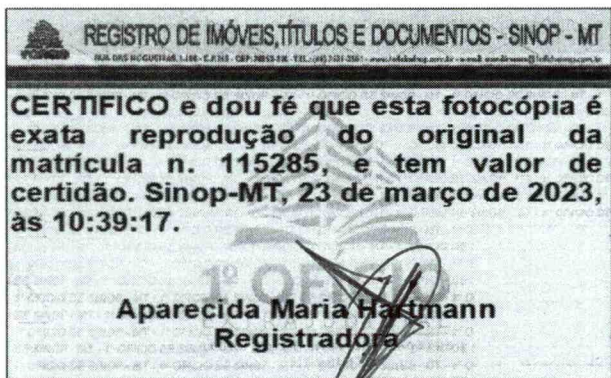 REGISTRO DE IMÓVEIS,TÍTULOS E DOCUMENTOS - SINOP - MT
CERTIFICO e dou fé que esta fotocópia é
exata reprodução do original da
matrícula n. 115285, e tem valor de
certidão. Sinop-MT, 23 de março de 2023,
às 10:39:17.
1º OFÍCIO
Aparecida Maria Hartmann
Registradora